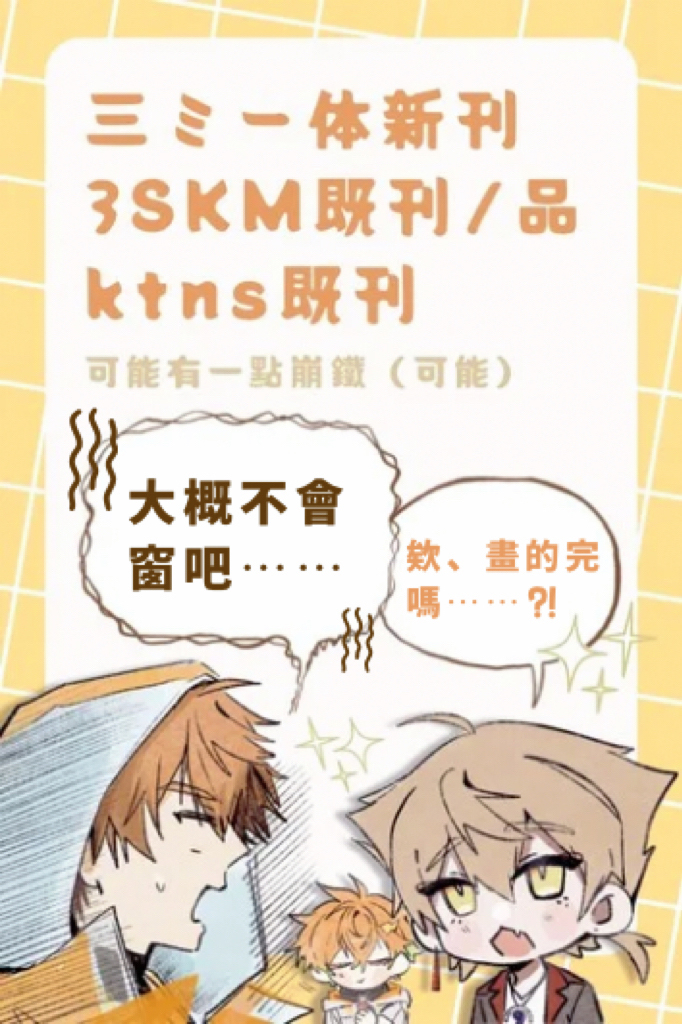 三ミ一体新刊
3SKM既刊/品
ktns既刊
可能有一點崩鐵（可能）
大概不會
窗吧⋯⋯
欸、畫的完
嗎⋯⋯?!